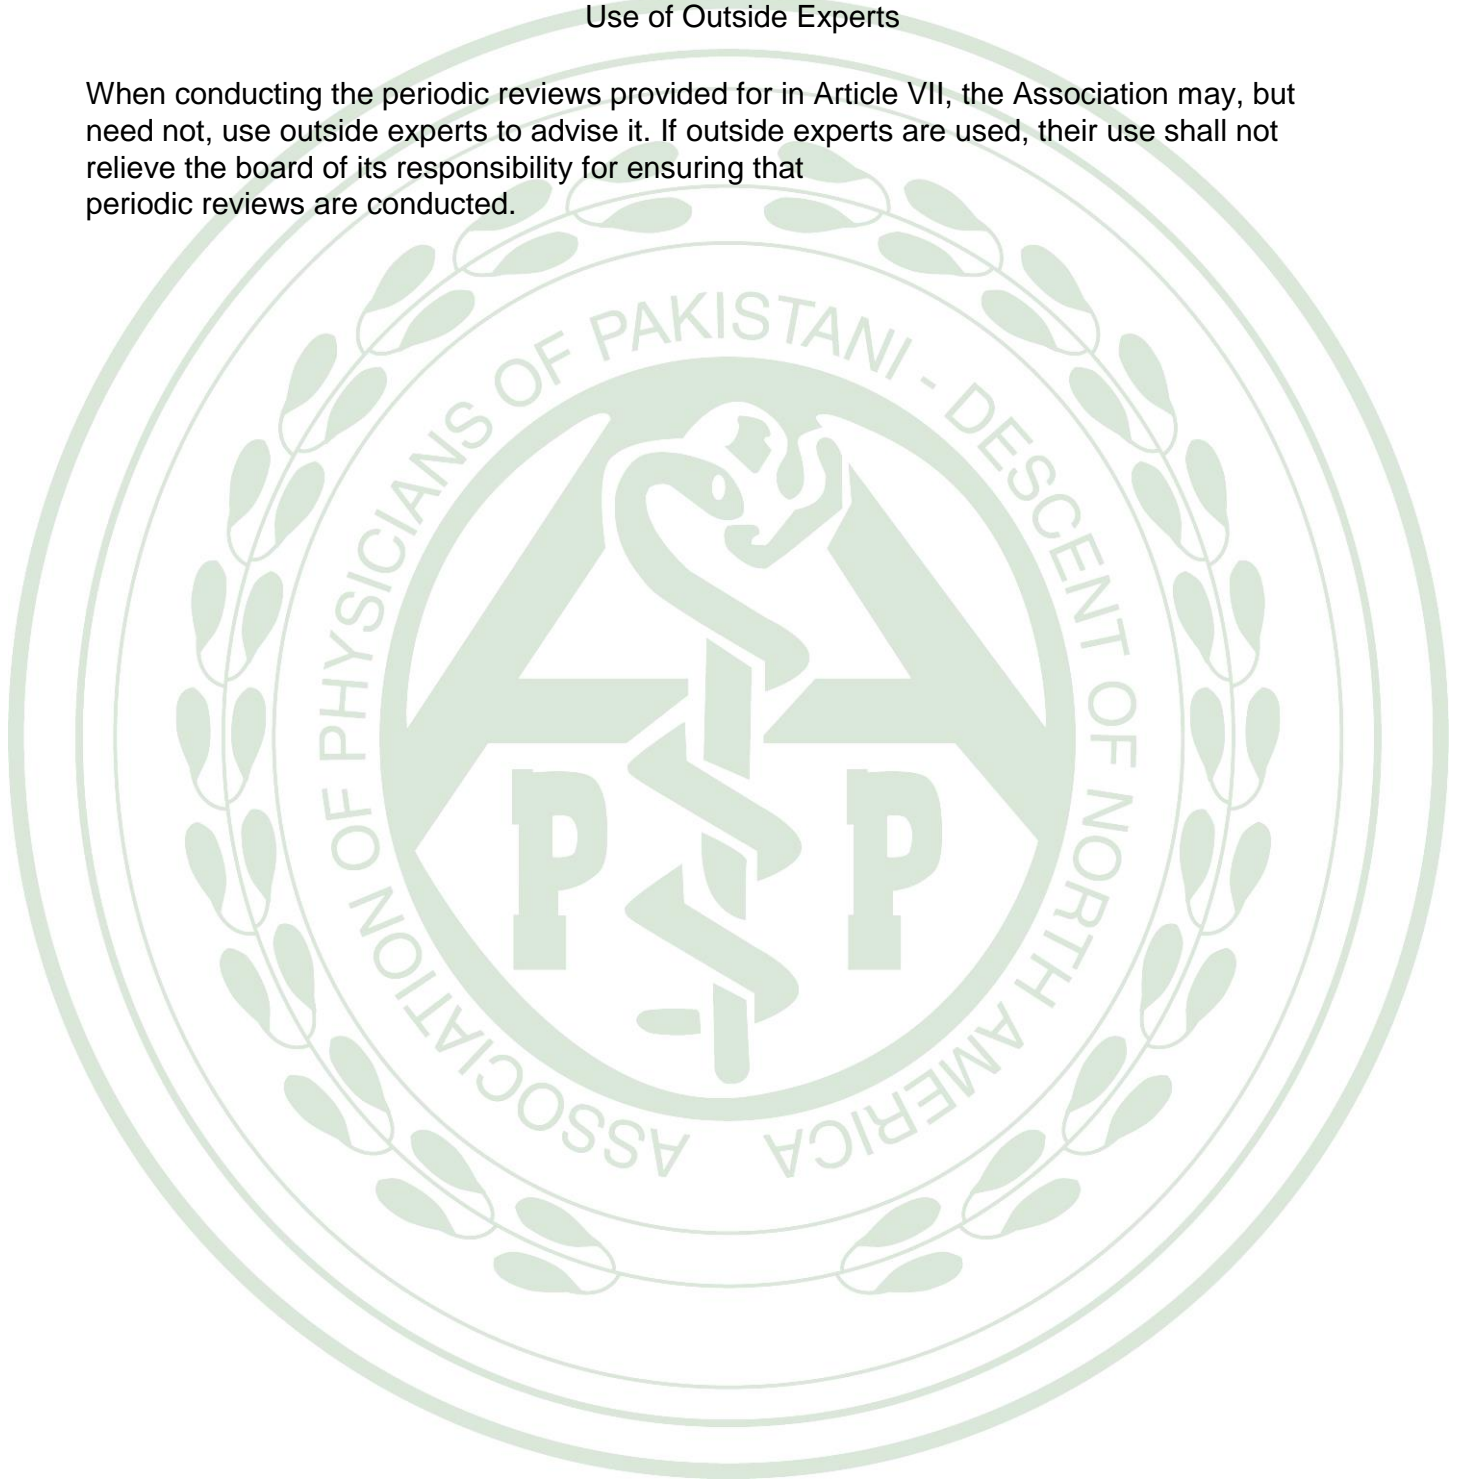 Use of Outside Experts
When conducting the periodic reviews provided for in Article VII, the Association may, but
need not, use outside experts to advise it. If outside experts are used, their use shall not
relieve the board of its responsibility for ensuring that
periodic reviews are conducted.
ASSOCIATION OF PHYSICIANS OF PAKISTANI - DESCENT OF NORTH AMERICA
A
P P